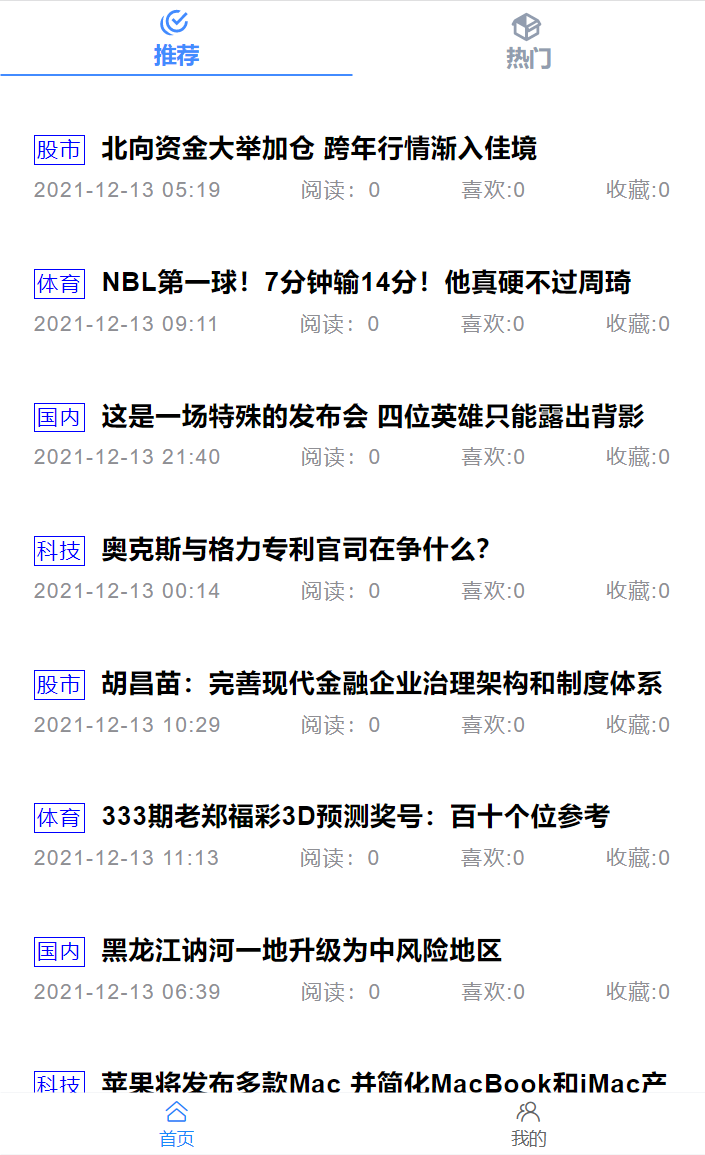 推荐 热门
股市 北向资金大举加仓 跨年行情渐入佳境
2021-12-13 05:19 阅读：0 喜欢:0 收藏:0
体育 NBL第一球！7分钟输14分！他真硬不过周琦
2021-12-13 09:11 阅读：0 喜欢:0 收藏:0
国内 这是一场特殊的发布会 四位英雄只能露出背影
2021-12-13 21:40 阅读：0 喜欢:0 收藏:0
科技 奥克斯与格力专利官司在争什么？
2021-12-13 00:14 阅读：0 喜欢:0 收藏:0
股市 胡昌苗：完善现代金融企业治理架构和制度体系
2021-12-13 10:29 阅读：0 喜欢:0 收藏:0
体育 333期老郑福彩3D预测奖号：百十个位参考
2021-12-13 11:13 阅读：0 喜欢:0 收藏:0
国内 黑龙江讷河一地升级为中风险地区
2021-12-13 06:39 阅读：0 喜欢:0 收藏:0
科技 苹果将发布多款Mac 并简化MacBook和iMac产
首页 我的